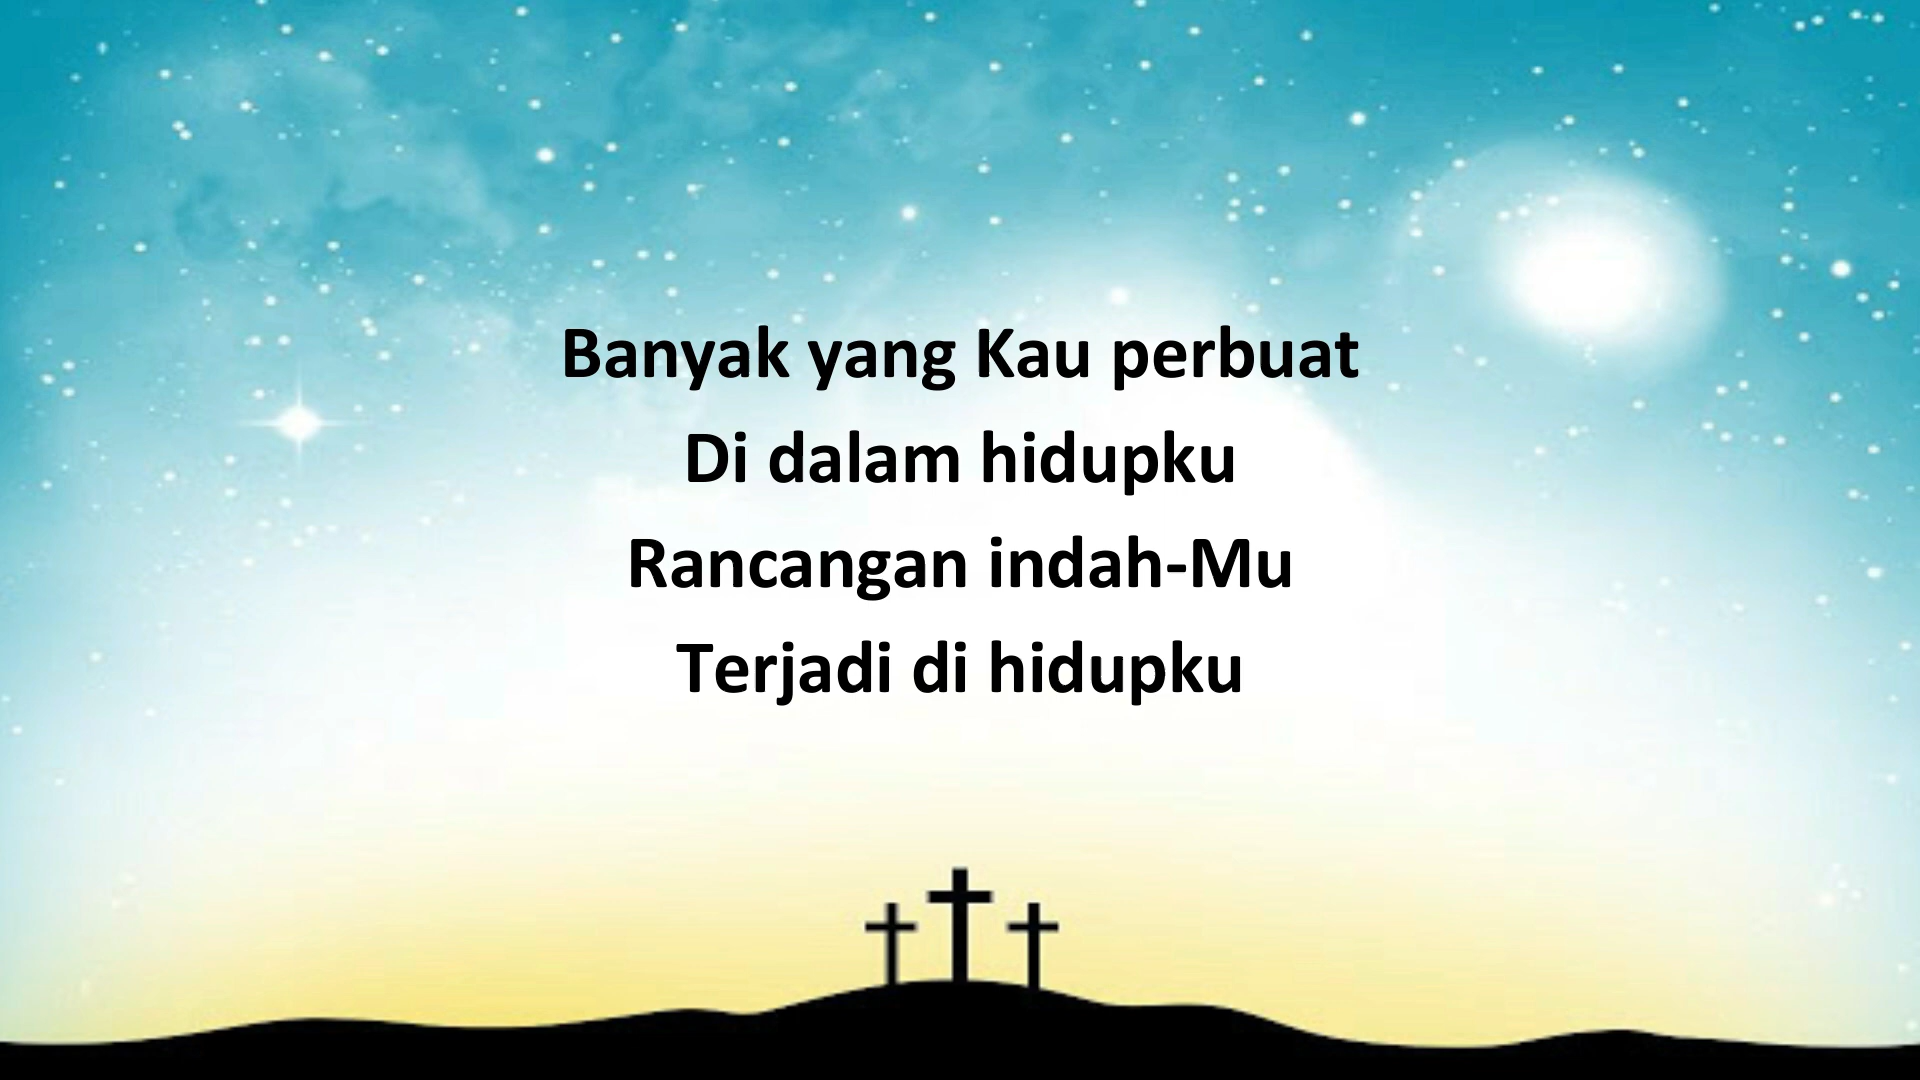 Banyak yang Kau perbuat
Di dalam hidupku
Rancangan indah-Mu
Terjadi di hidupku